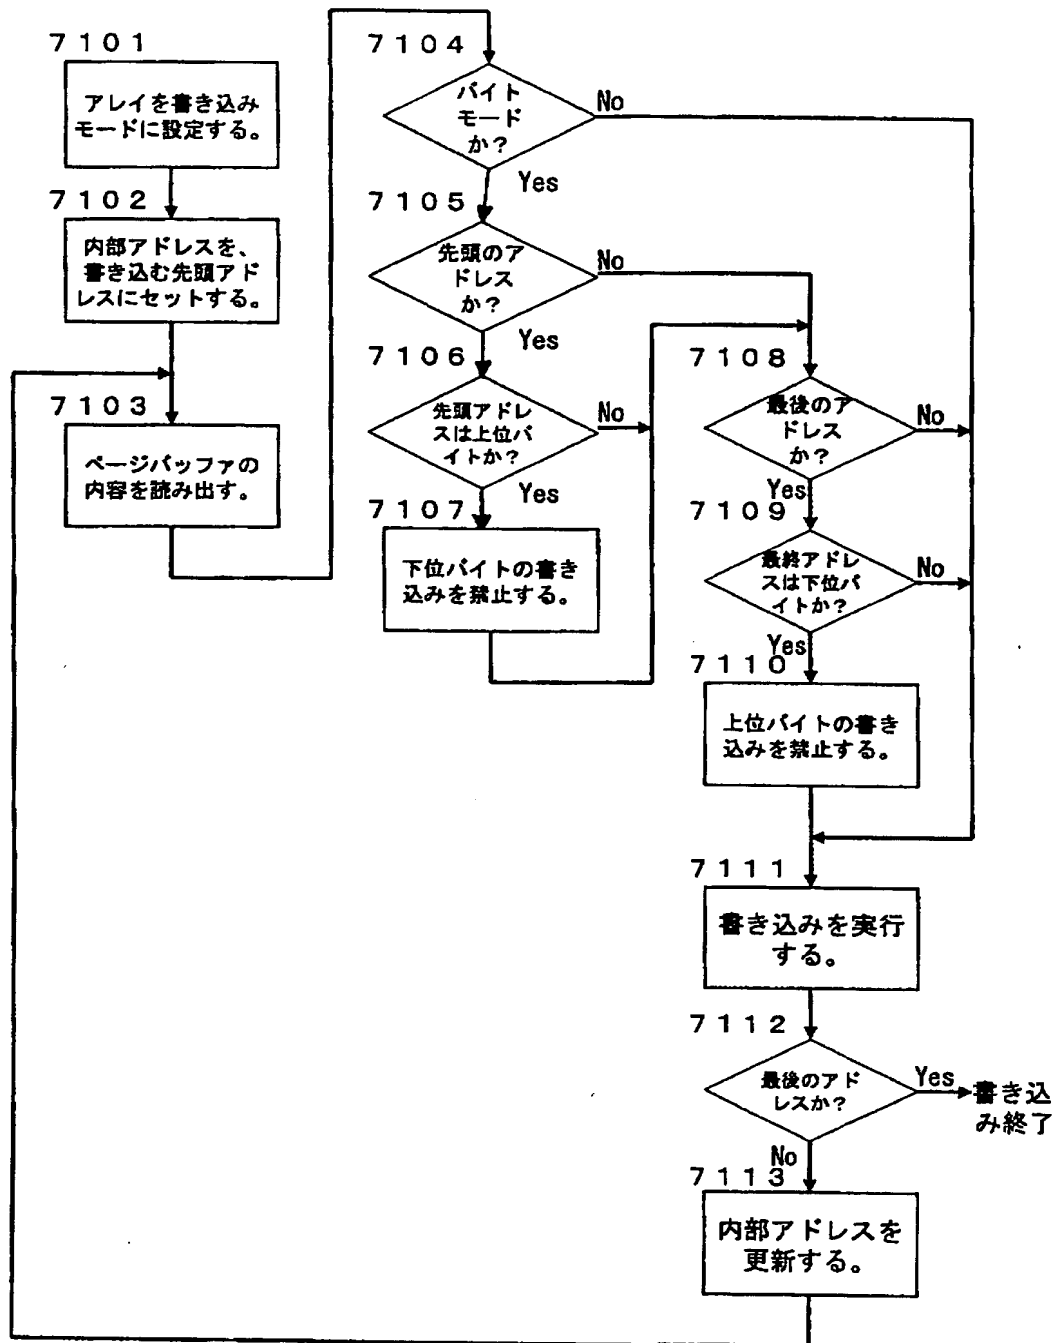 7101
アレイを書き込み
モードに設定する。
7102
内部アドレスを、
書き込む先頭アド
レスにセットする。
7103
ページバッファの
内容を読み出す。
7104
バイト
モード
か?
No
Yes
7105
先頭のア
ドレス
か?
No
Yes
7106
先頭アドレ
スは上位バ
イトか?
No
Yes
7107
下位バイトの書き
込みを禁止する。
7108
最後のア
ドレス
か?
No
Yes
7109
最終アドレ
スは下位バ
イトか?
No
Yes
7110
上位バイトの書き
込みを禁止する。
7111
書き込みを実行
する。
7112
最後のアド
レスか?
Yes
書き込
み終了
No
7113
内部アドレスを
更新する。